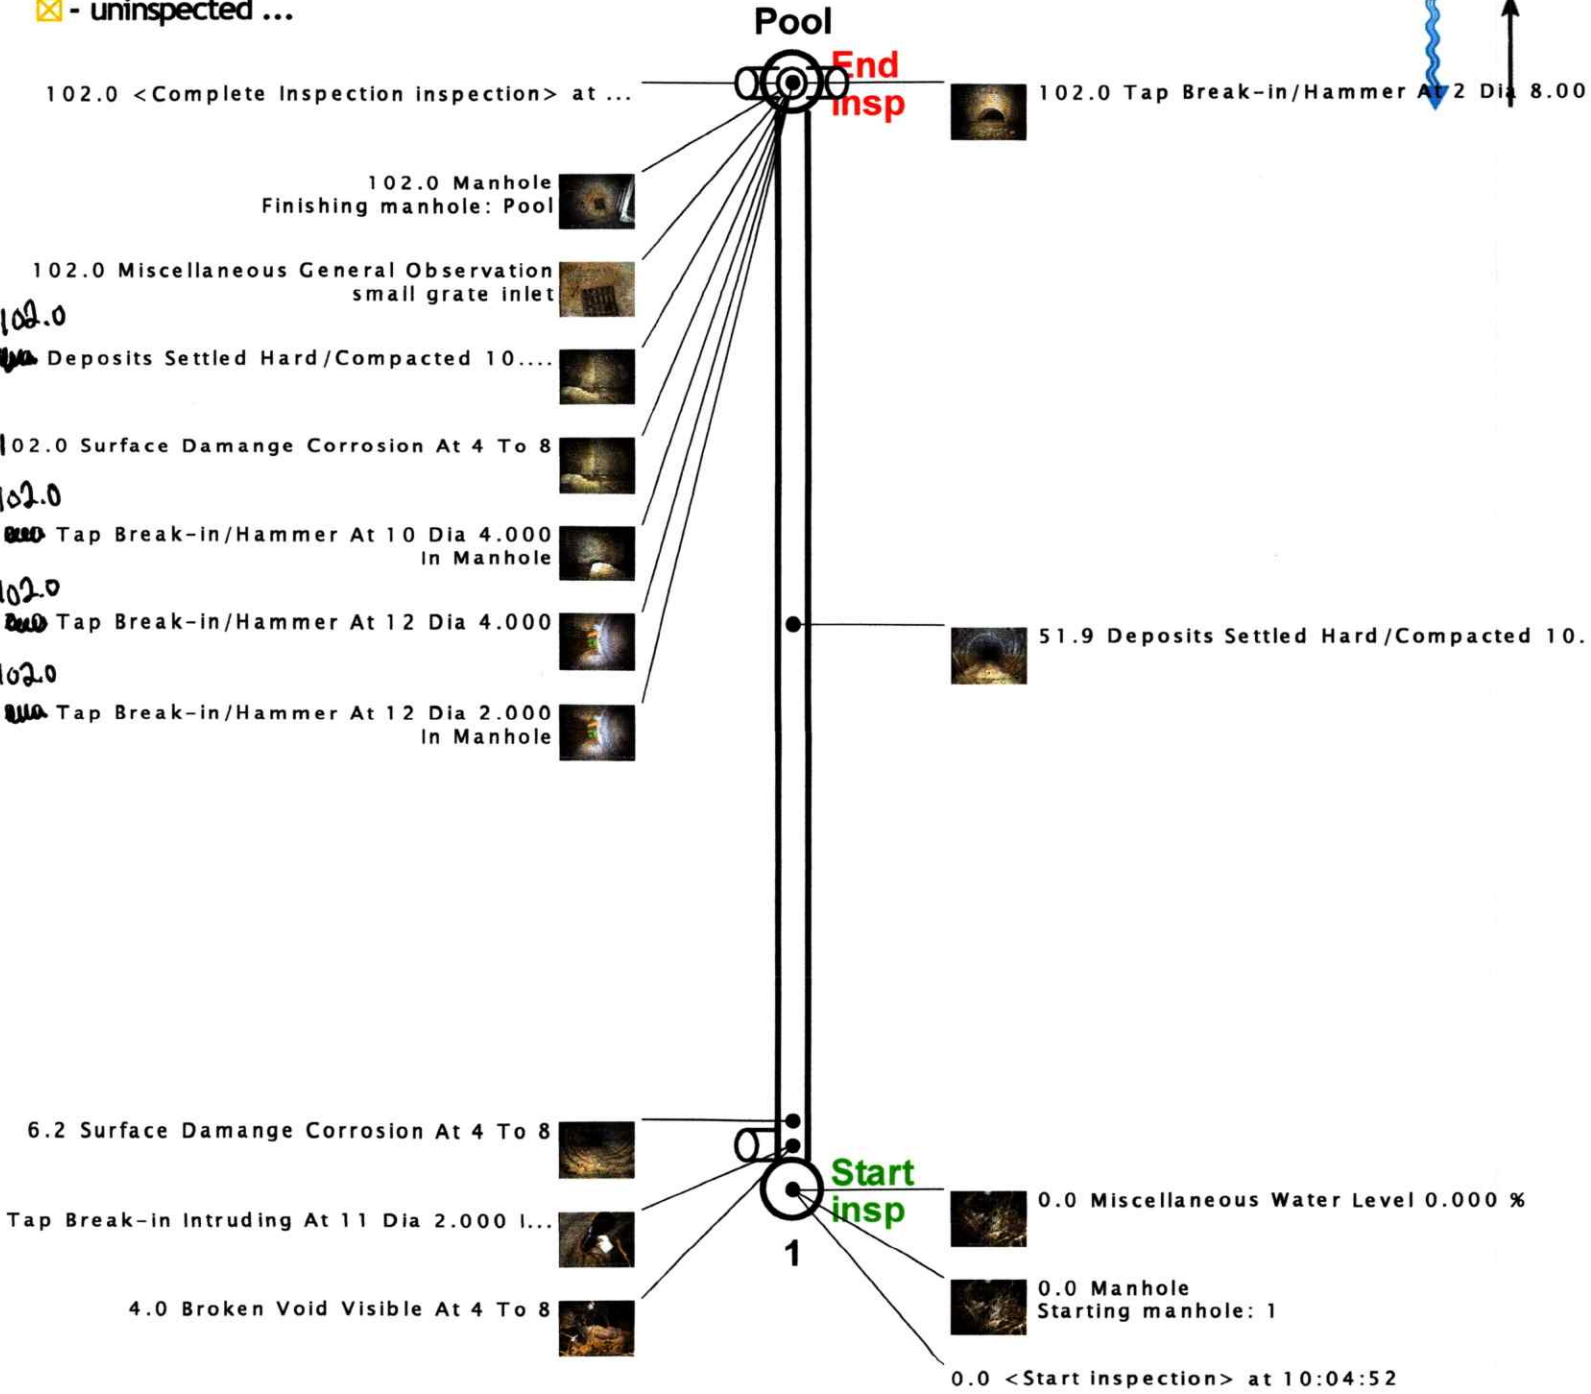 - uninspected ...
Pool
End
insp
102.0 <Complete Inspection inspection> at ...
102.0 Tap Break-in/Hammer At 2 Dia 8.00
102.0 Manhole
Finishing manhole: Pool
102.0 Miscellaneous General Observation
small grate inlet
102.0
Deposits Settled Hard/Compacted 10....
102.0 Surface Damange Corrosion At 4 To 8
102.0
Tap Break-in/Hammer At 10 Dia 4.000
In Manhole
102.0
Tap Break-in/Hammer At 12 Dia 4.000
51.9 Deposits Settled Hard/Compacted 10.
102.0
Tap Break-in/Hammer At 12 Dia 2.000
In Manhole
6.2 Surface Damange Corrosion At 4 To 8
Start
insp
0.0 Miscellaneous Water Level 0.000 %
Tap Break-in Intruding At 11 Dia 2.000 I...
1
0.0 Manhole
Starting manhole: 1
4.0 Broken Void Visible At 4 To 8
0.0 <Start inspection> at 10:04:52